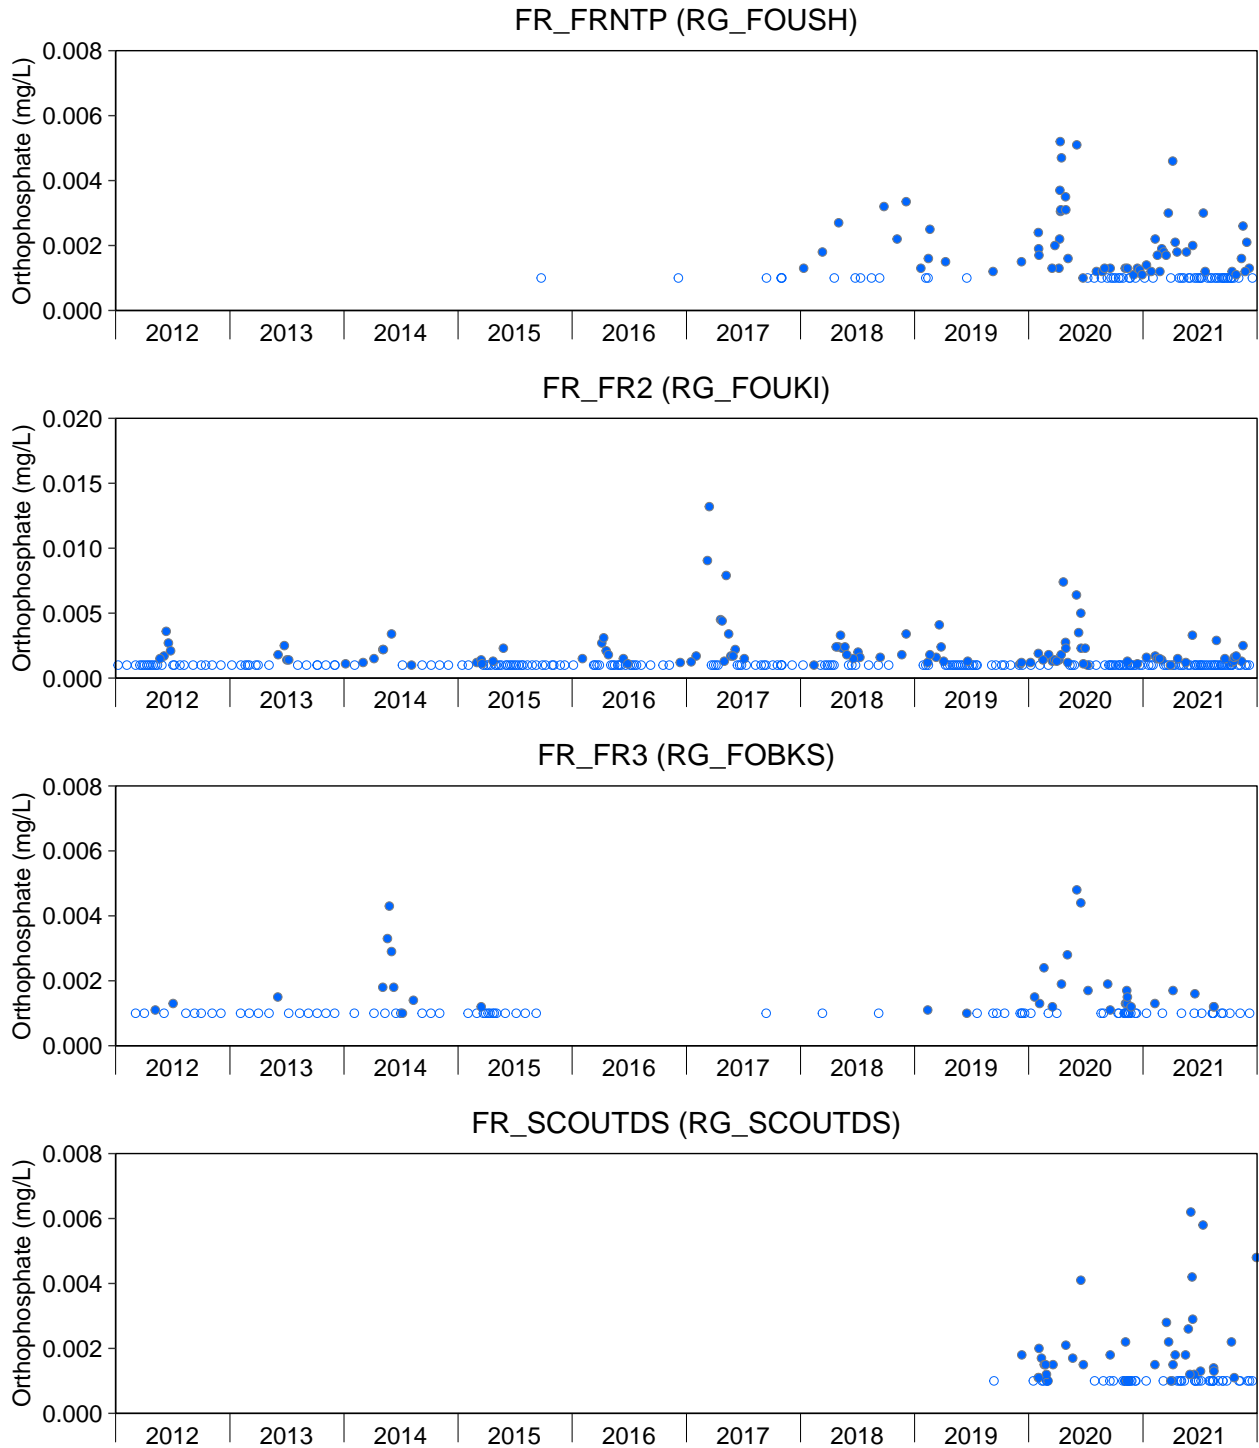 FR_FRNTP (RG_FOUSH)
Orthophosphate (mg/L)
0.008
0.006
0.004
0.002
0.000
2012 2013 2014 2015 2016 2017 2018 2019 2020 2021
FR_FR2 (RG_FOUKI)
Orthophosphate (mg/L)
0.020
0.015
0.010
0.005
0.000
2012 2013 2014 2015 2016 2017 2018 2019 2020 2021
FR_FR3 (RG_FOBKS)
Orthophosphate (mg/L)
0.008
0.006
0.004
0.002
0.000
2012 2013 2014 2015 2016 2017 2018 2019 2020 2021
FR_SCOUTDS (RG_SCOUTDS)
Orthophosphate (mg/L)
0.008
0.006
0.004
0.002
0.000
2012 2013 2014 2015 2016 2017 2018 2019 2020 2021